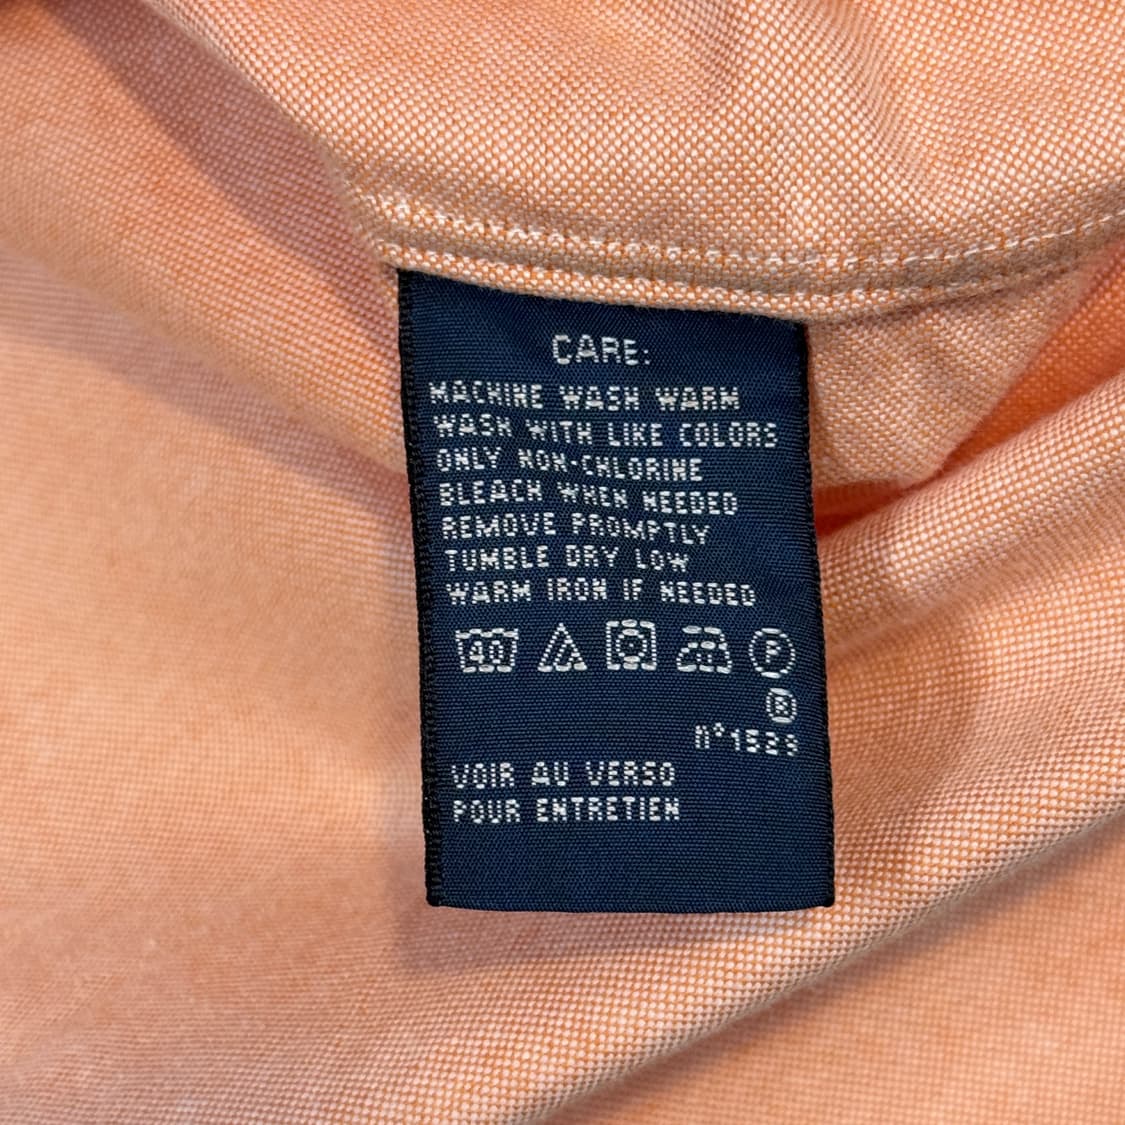 CARE:
MACHINE WASH WARM
WASH WITH LIKE COLORS
ONLY NON-CHLORINE
BLEACH WHEN NEEDED
REMOVE PROMPTLY
TUMBLE DRY LOW
WARM IRON IF NEEDED
40 P
®
n°1529
VOIR AU VERSO
POUR ENTRETIEN